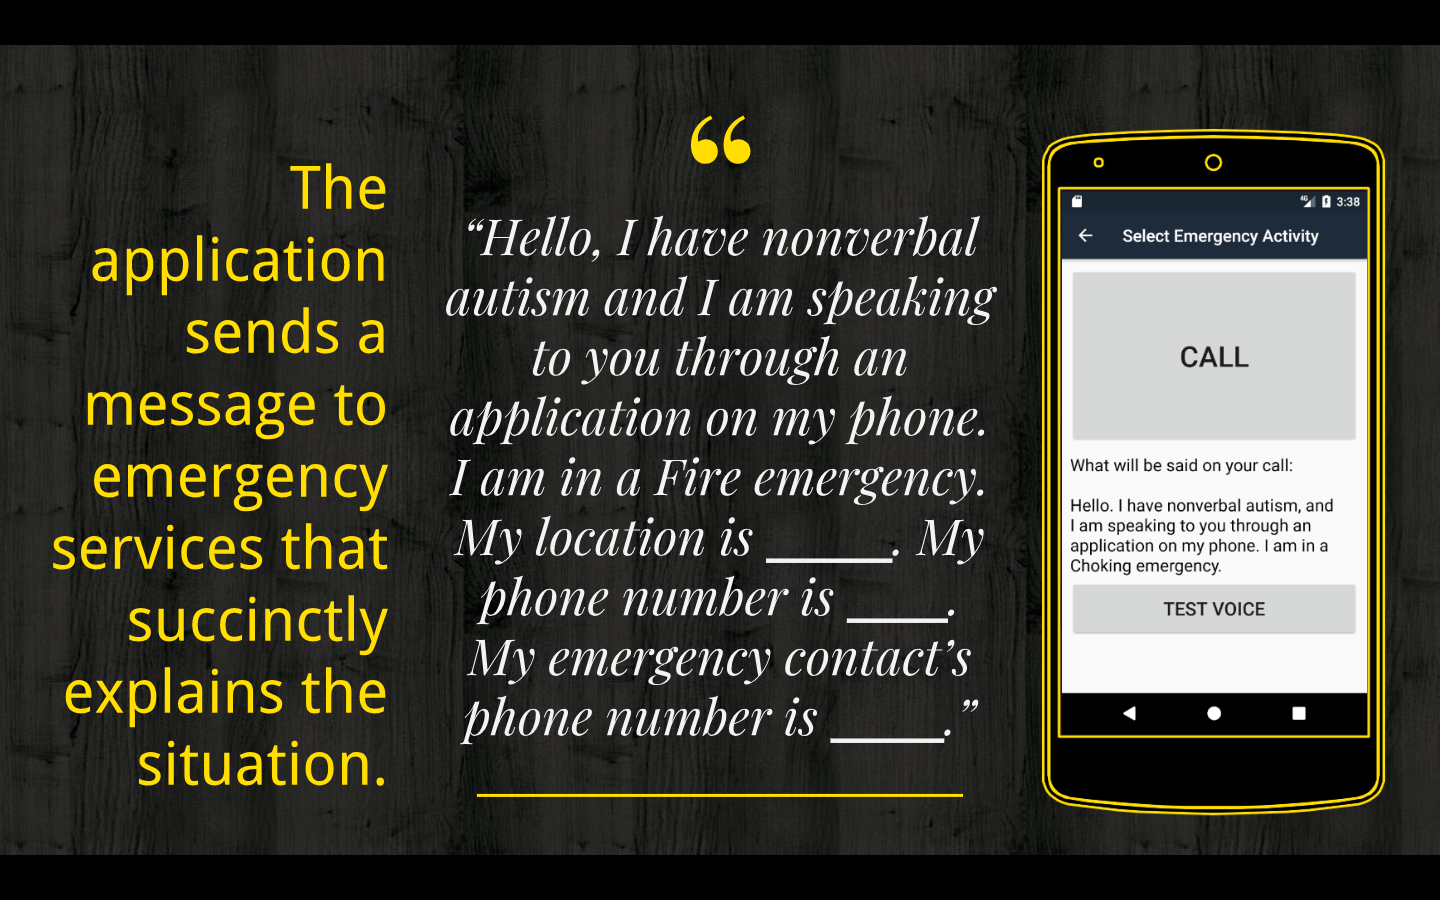 The
application
sends a
message to
emergency
services that
succinctly
explains the
situation.
“
“Hello, I have nonverbal
autism and I am speaking
to you through an
application on my phone.
I am in a Fire emergency.
My location is _____. My
phone number is ____.
My emergency contact’s
phone number is ____.”
4G 3:38
Select Emergency Activity
CALL
What will be said on your call:
Hello. I have nonverbal autism, and
I am speaking to you through an
application on my phone. I am in a
Choking emergency.
TEST VOICE